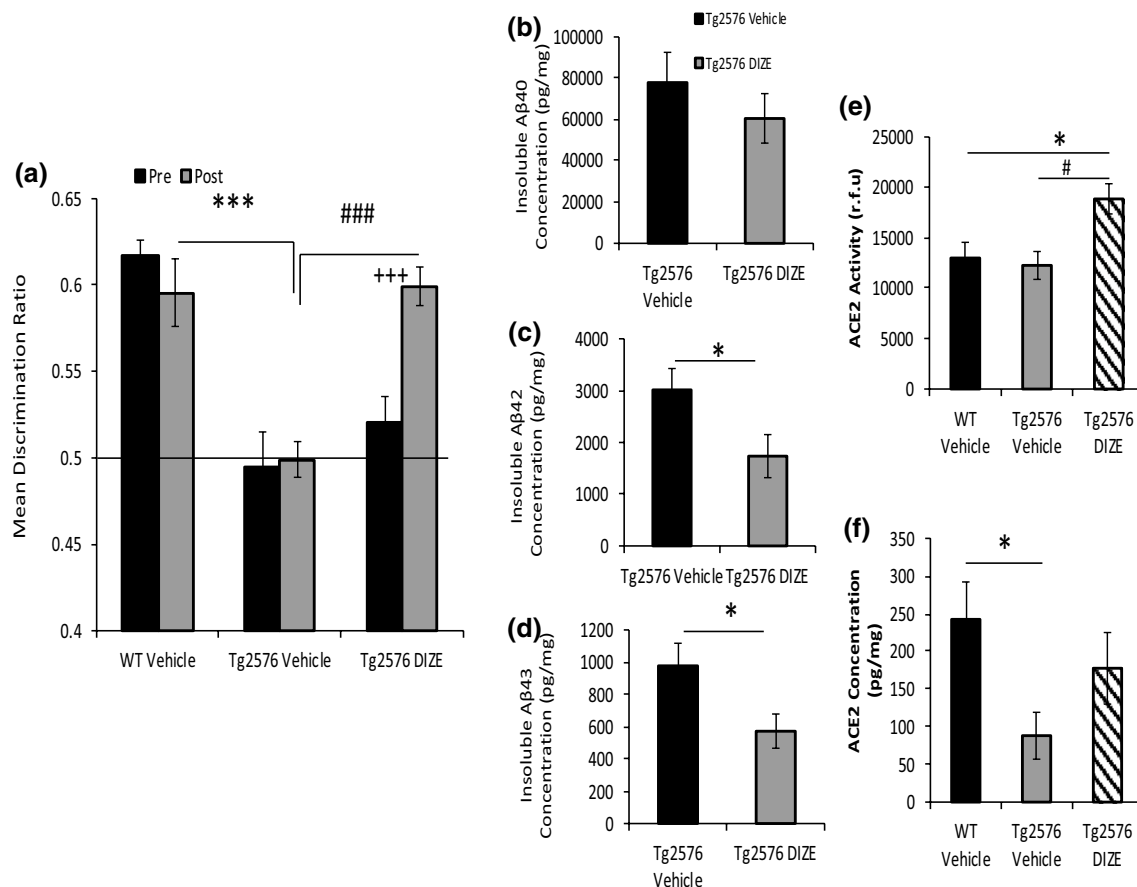 (a)
Pre Post
Mean Discrimination Ratio
0.65
0.6
0.55
0.5
0.45
0.4
***
###
+++
WT Vehicle Tg2576 Vehicle Tg2576 DIZE
(b)
Tg2576 Vehicle
Tg2576 DIZE
Insoluble Aβ40
Concentration (pg/mg)
100000
80000
60000
40000
20000
0
Tg2576 Tg2576 DIZE
Vehicle
(c)
Insoluble Aβ42
Concentration (pg/mg)
4000
3000
2000
1000
0
*
Tg2576 Vehicle Tg2576 DIZE
(d)
Insoluble Aβ43
Concentration (pg/mg)
1200
1000
800
600
400
200
0
*
Tg2576 Tg2576 DIZE
Vehicle
(e)
ACE2 Activity (r.f.u)
25000
20000
15000
10000
5000
0
*
#
WT Tg2576 Tg2576
Vehicle Vehicle DIZE
(f)
ACE2 Concentration
(pg/mg)
350
300
250
200
150
100
50
0
*
WT Tg2576 Tg2576
Vehicle Vehicle DIZE